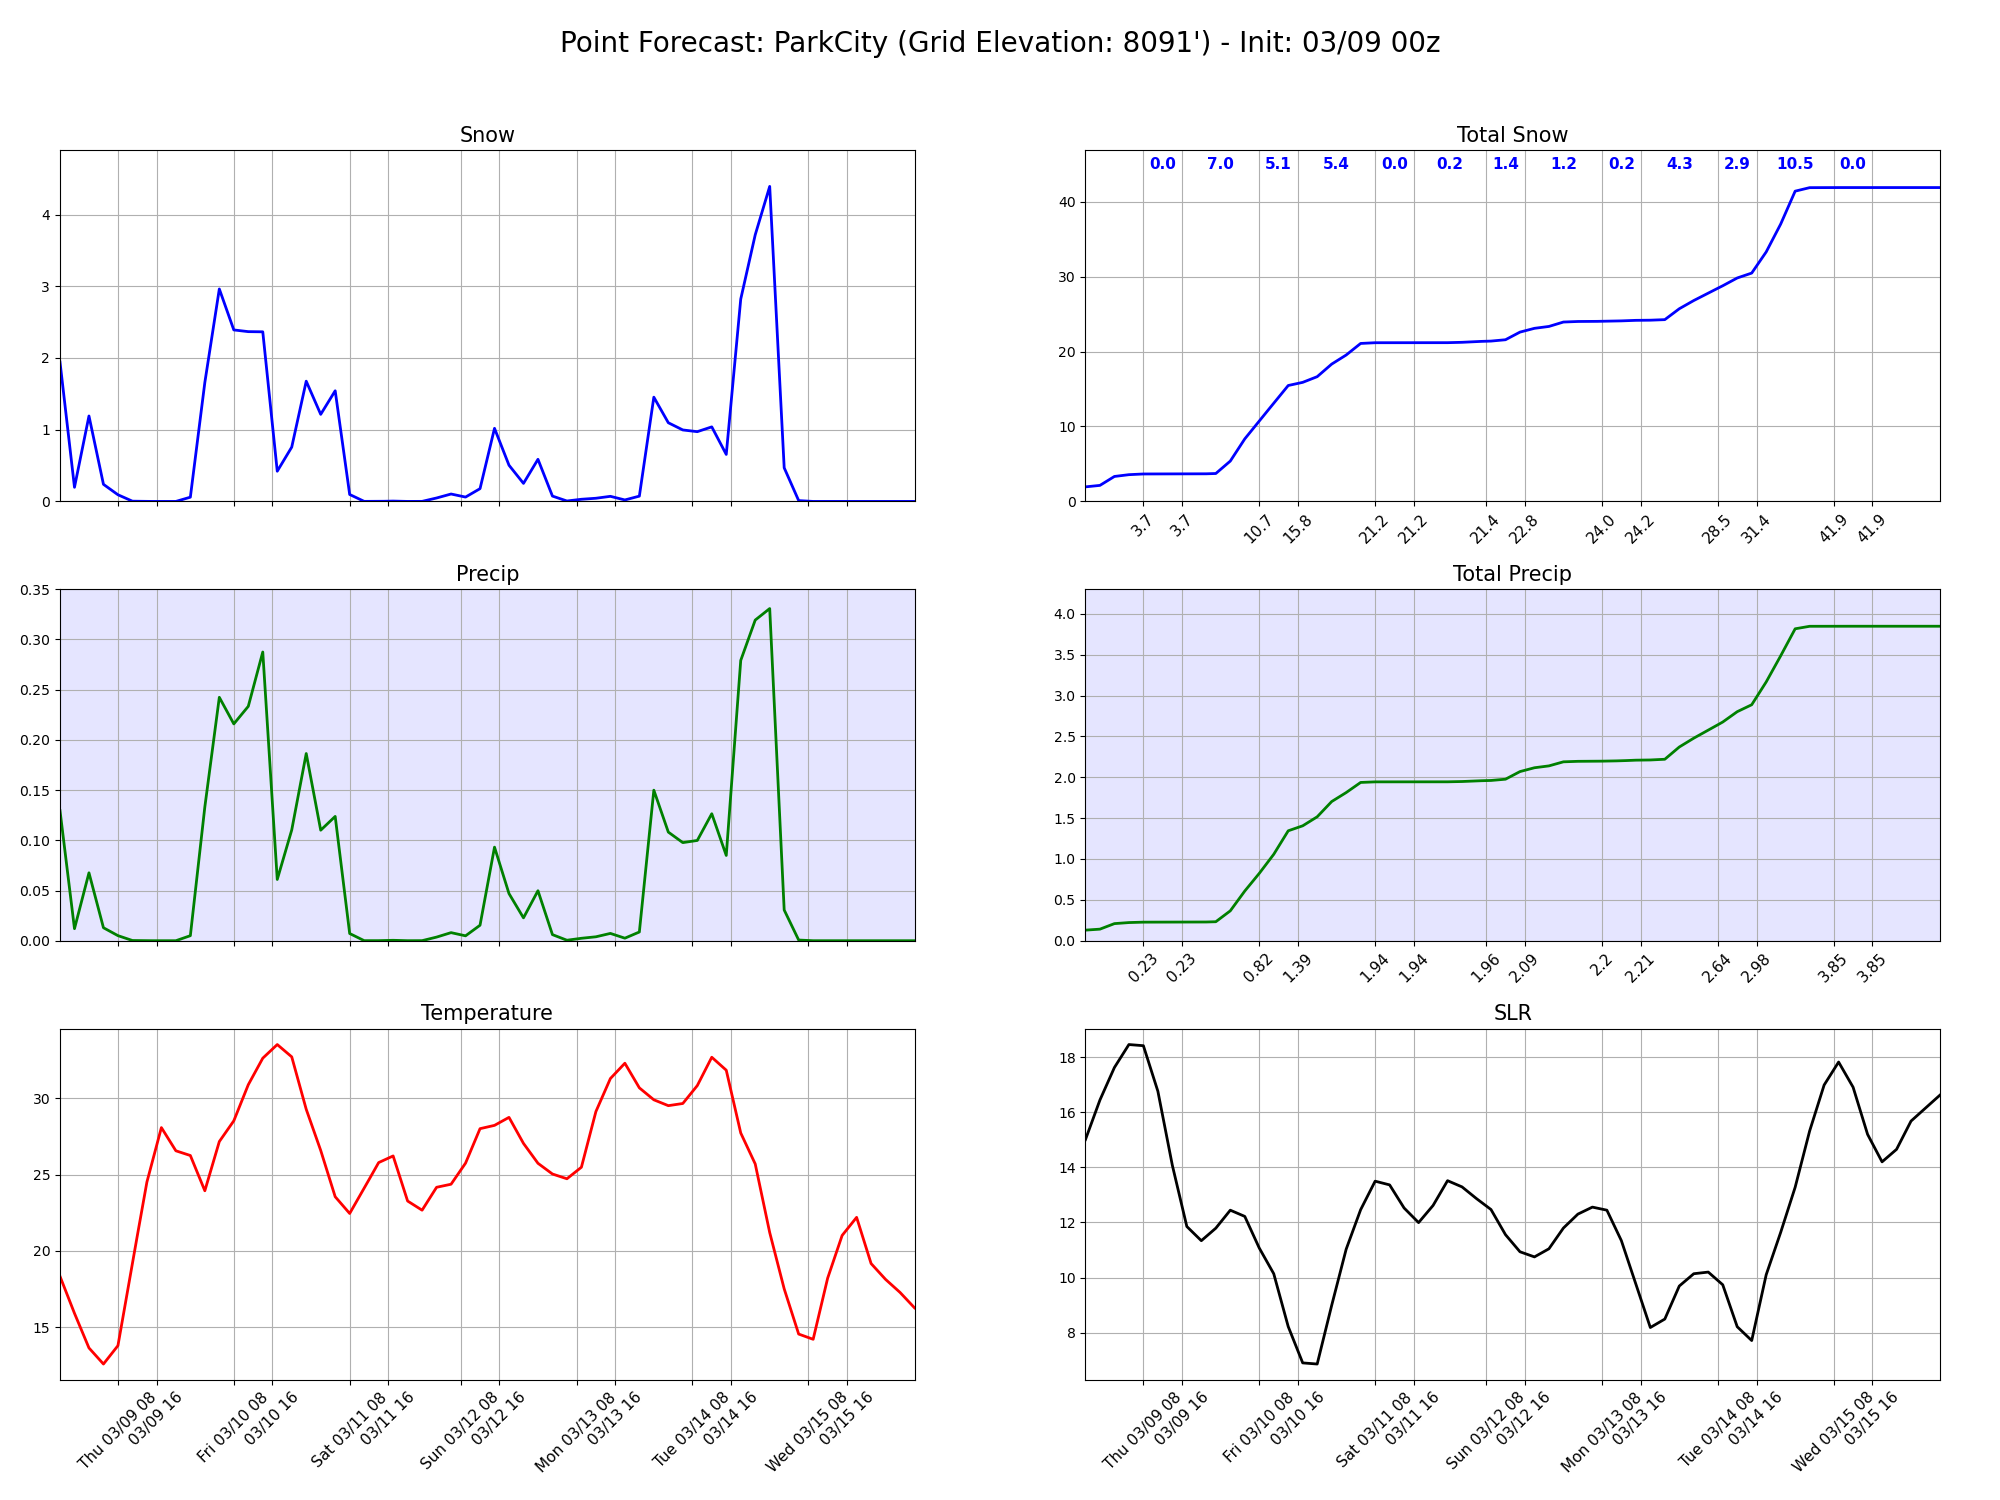 Point Forecast: ParkCity (Grid Elevation: 8091') - Init: 03/09 00z
Snow
4
3
2
1
0
Total Snow
0.0 7.0 5.1 5.4 0.0 0.2 1.4 1.2 0.2 4.3 2.9 10.5 0.0
40
30
20
10
0
3.7 3.7 10.7 15.8 21.2 21.2 21.4 22.8 24.0 24.2 28.5 31.4 41.9 41.9
Precip
0.35
0.30
0.25
0.20
0.15
0.10
0.05
0.00
Total Precip
4.0
3.5
3.0
2.5
2.0
1.5
1.0
0.5
0.0
0.23 0.23 0.82 1.39 1.94 1.94 1.96 2.09 2.2 2.21 2.64 2.98 3.85 3.85
Temperature
30
25
20
15
Thu 03/09 08
03/09 16
Fri 03/10 08
03/10 16
Sat 03/11 08
03/11 16
Sun 03/12 08
03/12 16
Mon 03/13 08
03/13 16
Tue 03/14 08
03/14 16
Wed 03/15 08
03/15 16
SLR
18
16
14
12
10
8
Thu 03/09 08
03/09 16
Fri 03/10 08
03/10 16
Sat 03/11 08
03/11 16
Sun 03/12 08
03/12 16
Mon 03/13 08
03/13 16
Tue 03/14 08
03/14 16
Wed 03/15 08
03/15 16